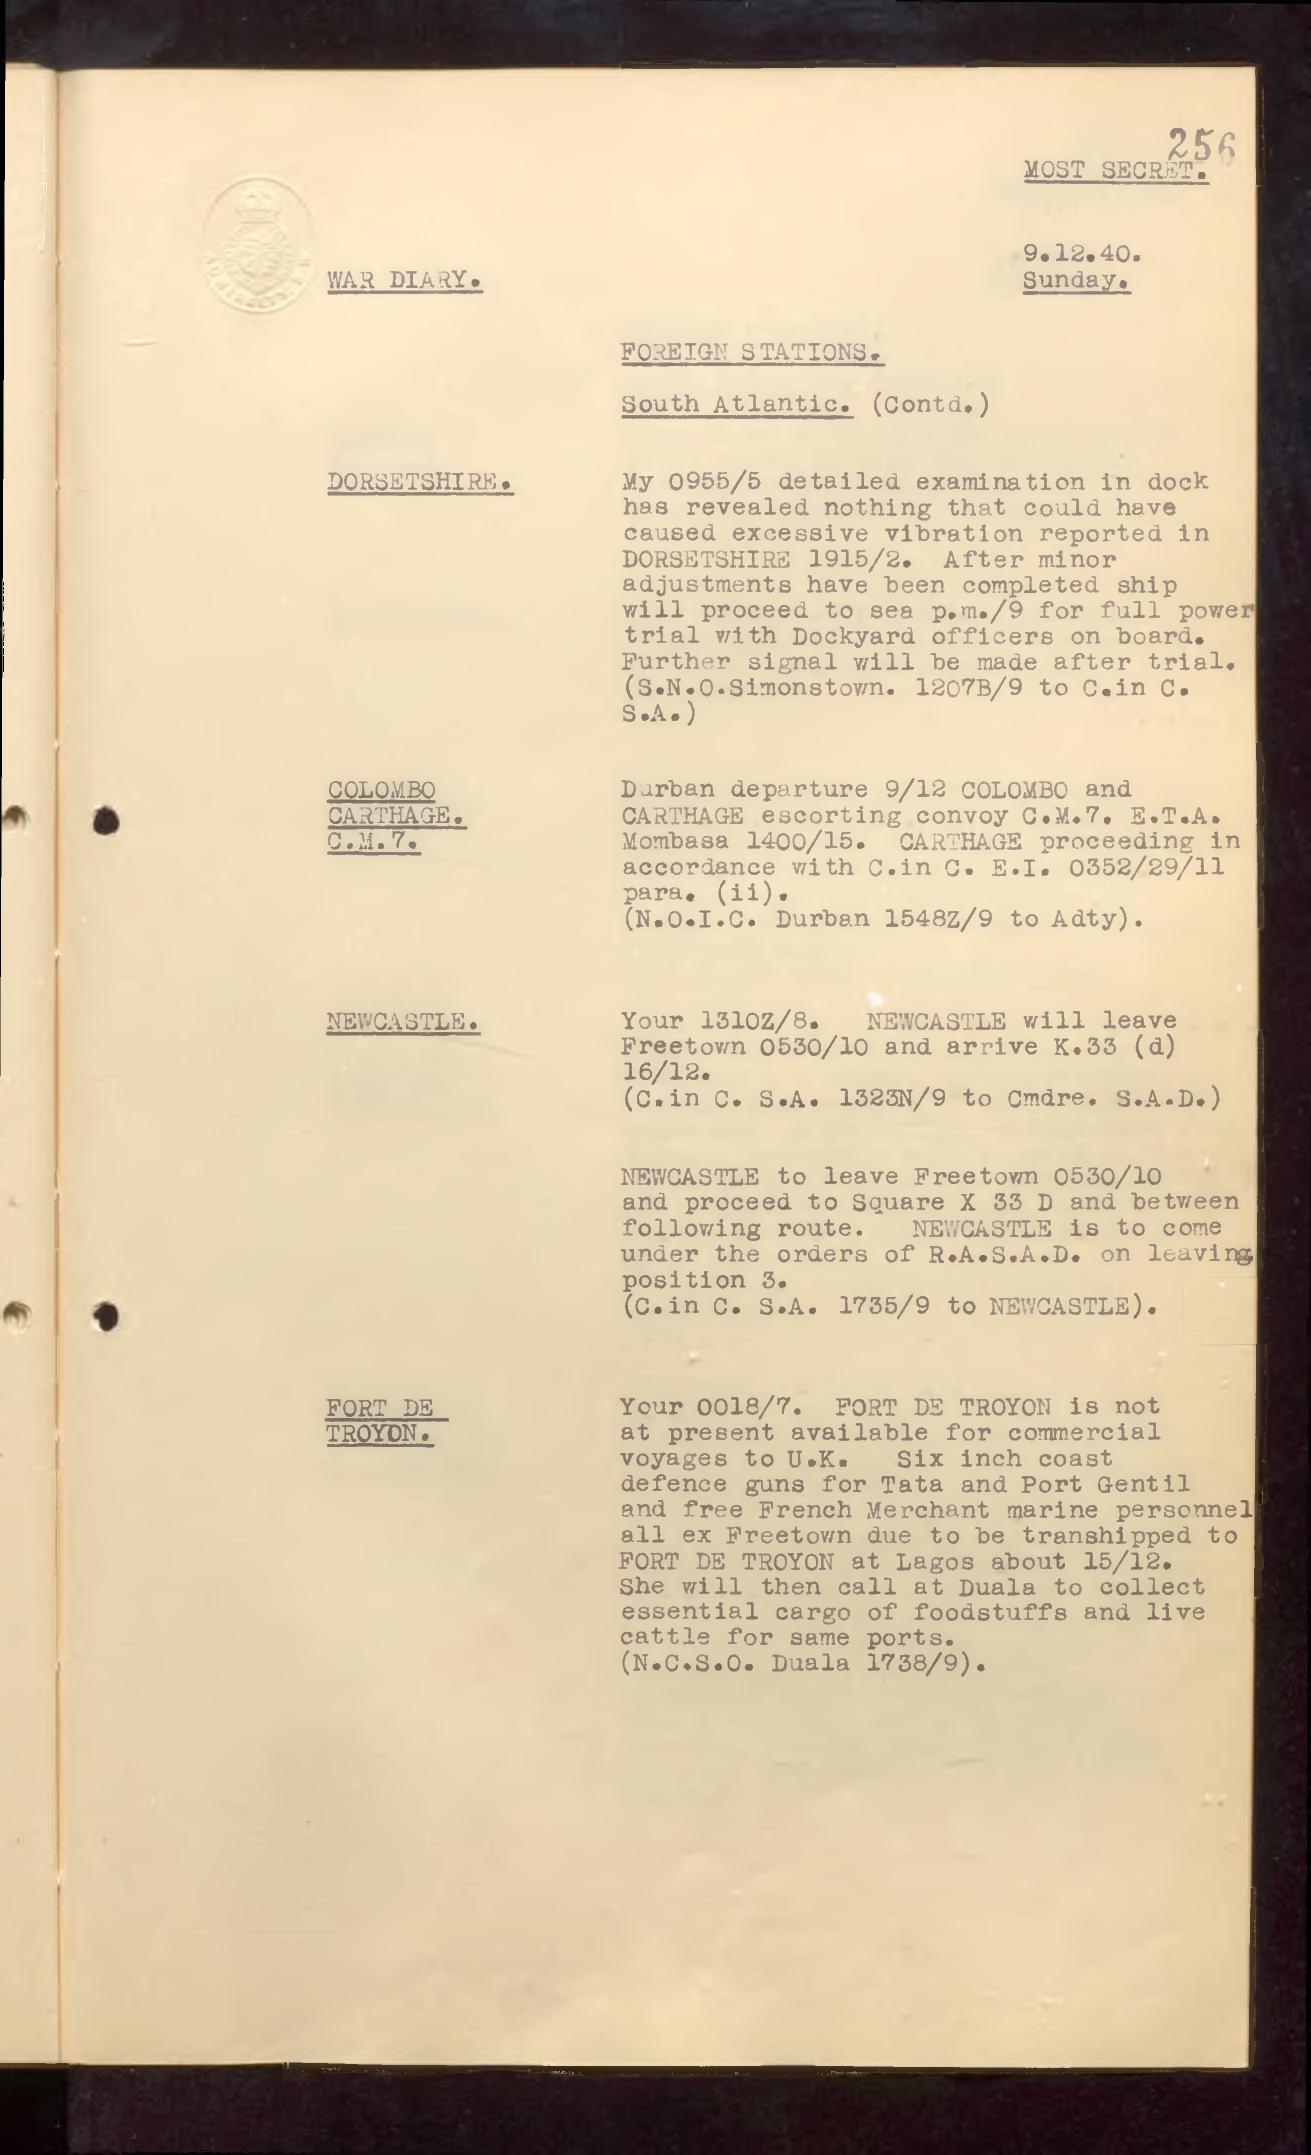 256
MOST SECRET.
9.12.40.
WAR DIARY.
Sunday.
FOREIGN STATIONS.
South Atlantic. (Contd.)
DORSETSHIRE.
My 0955/5 detailed examination in dock
has revealed nothing that could have
caused excessive vibration reported in
DORSETSHIRE 1915/2. After minor
adjustments have been completed ship
will proceed to sea p.m./9 for full power
trial with Dockyard officers on board.
Further signal will be made after trial.
(S.N.O.Simonstown. 1207B/9 to C.in C.
S.A.)
COLOMBO
CARTHAGE.
C.M.7.
Durban departure 9/12 COLOMBO and
CARTHAGE escorting convoy C.M.7. E.T.A.
Mombasa 1400/15. CARTHAGE proceeding in
accordance with C.in C. E.I. 0352/29/11
para. (ii).
(N.O.I.C. Durban 1548Z/9 to Adty).
NEWCASTLE.
Your 1310Z/8. NEWCASTLE will leave
Freetown 0530/10 and arrive K.33 (d)
16/12.
(C.in C. S.A. 1323N/9 to Cmdre. S.A.D.)
NEWCASTLE to leave Freetown 0530/10
and proceed to Square X 33 D and between
following route. NEWCASTLE is to come
under the orders of R.A.S.A.D. on leaving
position 3.
(C.in C. S.A. 1735/9 to NEWCASTLE).
FORT DE
TROYON.
Your 0018/7. FORT DE TROYON is not
at present available for commercial
voyages to U.K. Six inch coast
defence guns for Tata and Port Gentil
and free French Merchant marine personnel
all ex Freetown due to be transhipped to
FORT DE TROYON at Lagos about 15/12.
She will then call at Duala to collect
essential cargo of foodstuffs and live
cattle for same ports.
(N.C.S.O. Duala 1738/9).